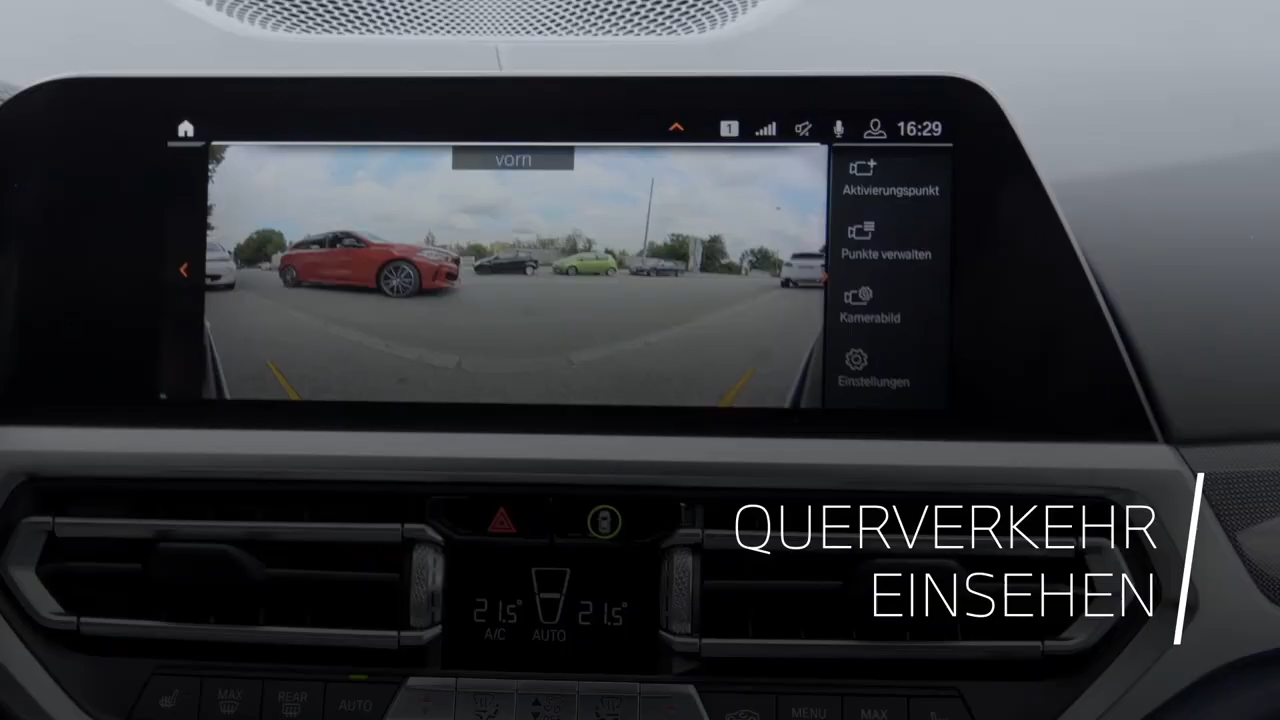 1 16:29
vorn
Aktivierungspunkt
Punkte verwalten
Kamerabild
Einstellungen
QUERVERKEHR
EINSEHEN
21.5° 21.5°
A/C AUTO
MAX REAR AUTO
MENU MAX